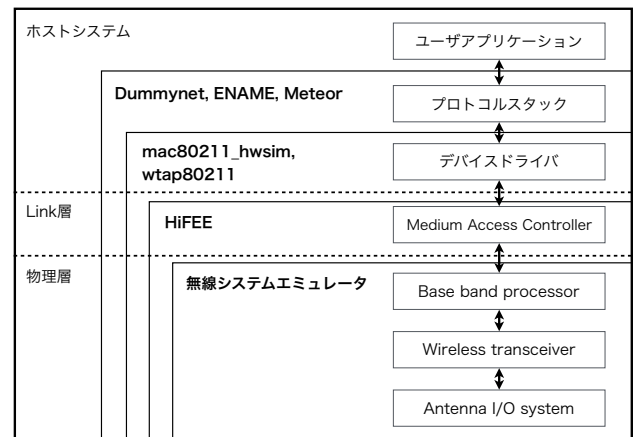 ホストシステム
ユーザアプリケーション
Dummynet, ENAME, Meteor
プロトコルスタック
mac80211_hwsim,
wtap80211
デバイスドライバ
Link層
HiFEE
Medium Access Controller
物理層
無線システムエミュレータ
Base band processor
Wireless transceiver
Antenna I/O system